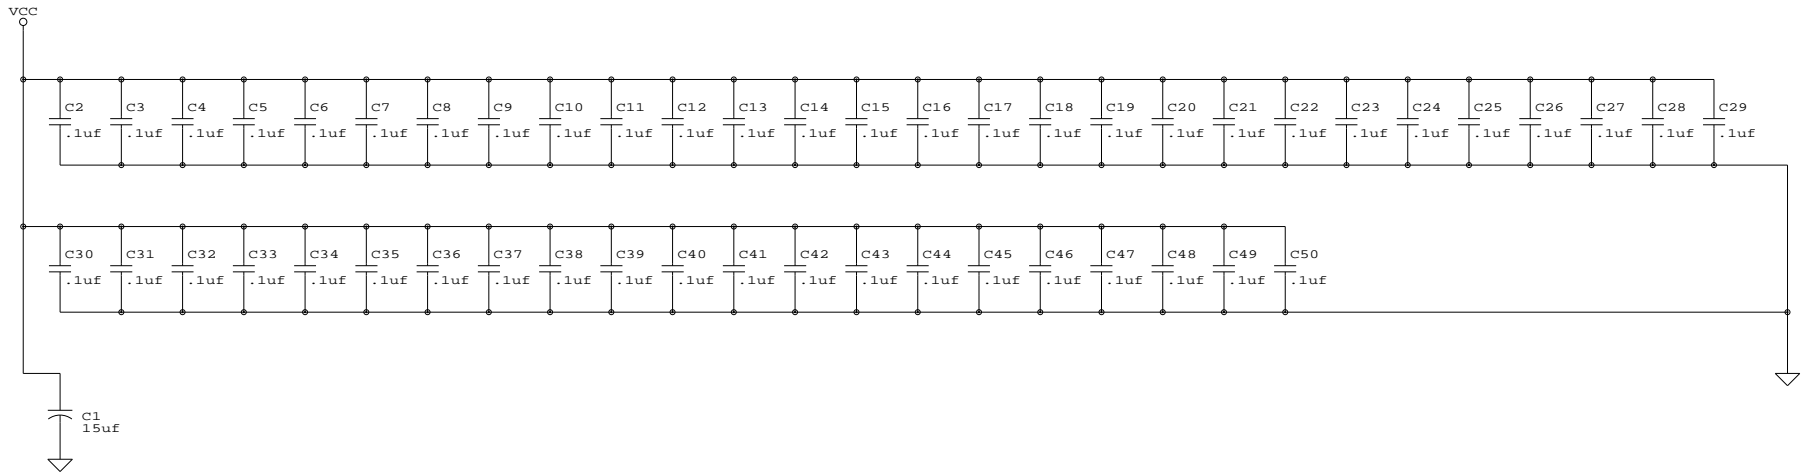 VCC
C2 C3 C4 C5 C6 C7 C8 C9 C10 C11 C12 C13 C14 C15 C16 C17 C18 C19 C20 C21 C22 C23 C24 C25 C26 C27 C28 C29
.1uf .1uf .1uf .1uf .1uf .1uf .1uf .1uf .1uf .1uf .1uf .1uf .1uf .1uf .1uf .1uf .1uf .1uf .1uf .1uf .1uf .1uf .1uf .1uf .1uf .1uf .1uf .1uf
C30 C31 C32 C33 C34 C35 C36 C37 C38 C39 C40 C41 C42 C43 C44 C45 C46 C47 C48 C49 C50
.1uf .1uf .1uf .1uf .1uf .1uf .1uf .1uf .1uf .1uf .1uf .1uf .1uf .1uf .1uf .1uf .1uf .1uf .1uf .1uf .1uf
C1
15uf